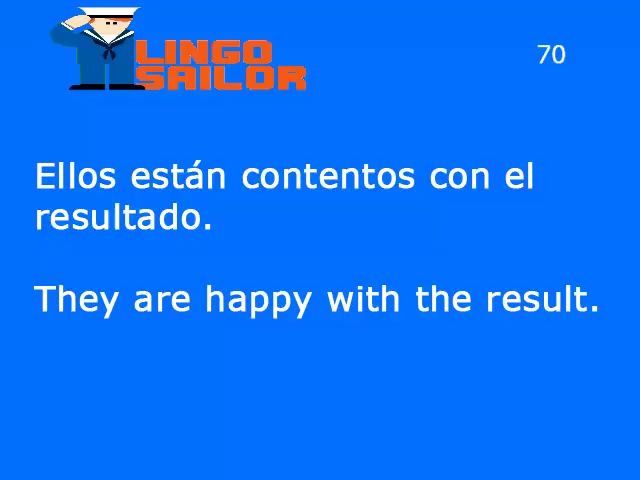 LINGO
SAILOR
70
Ellos están contentos con el
resultado.
They are happy with the result.